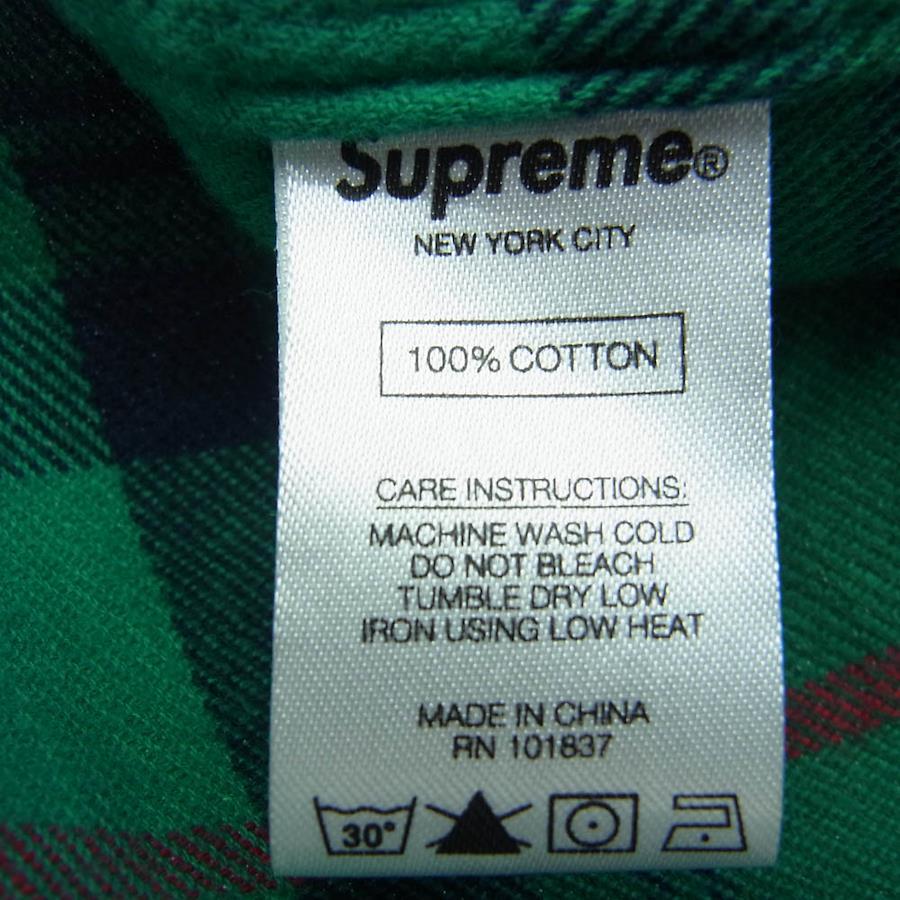 Supreme®
NEW YORK CITY
100% COTTON
CARE INSTRUCTIONS:
MACHINE WASH COLD
DO NOT BLEACH
TUMBLE DRY LOW
IRON USING LOW HEAT
MADE IN CHINA
RN 101837
30°